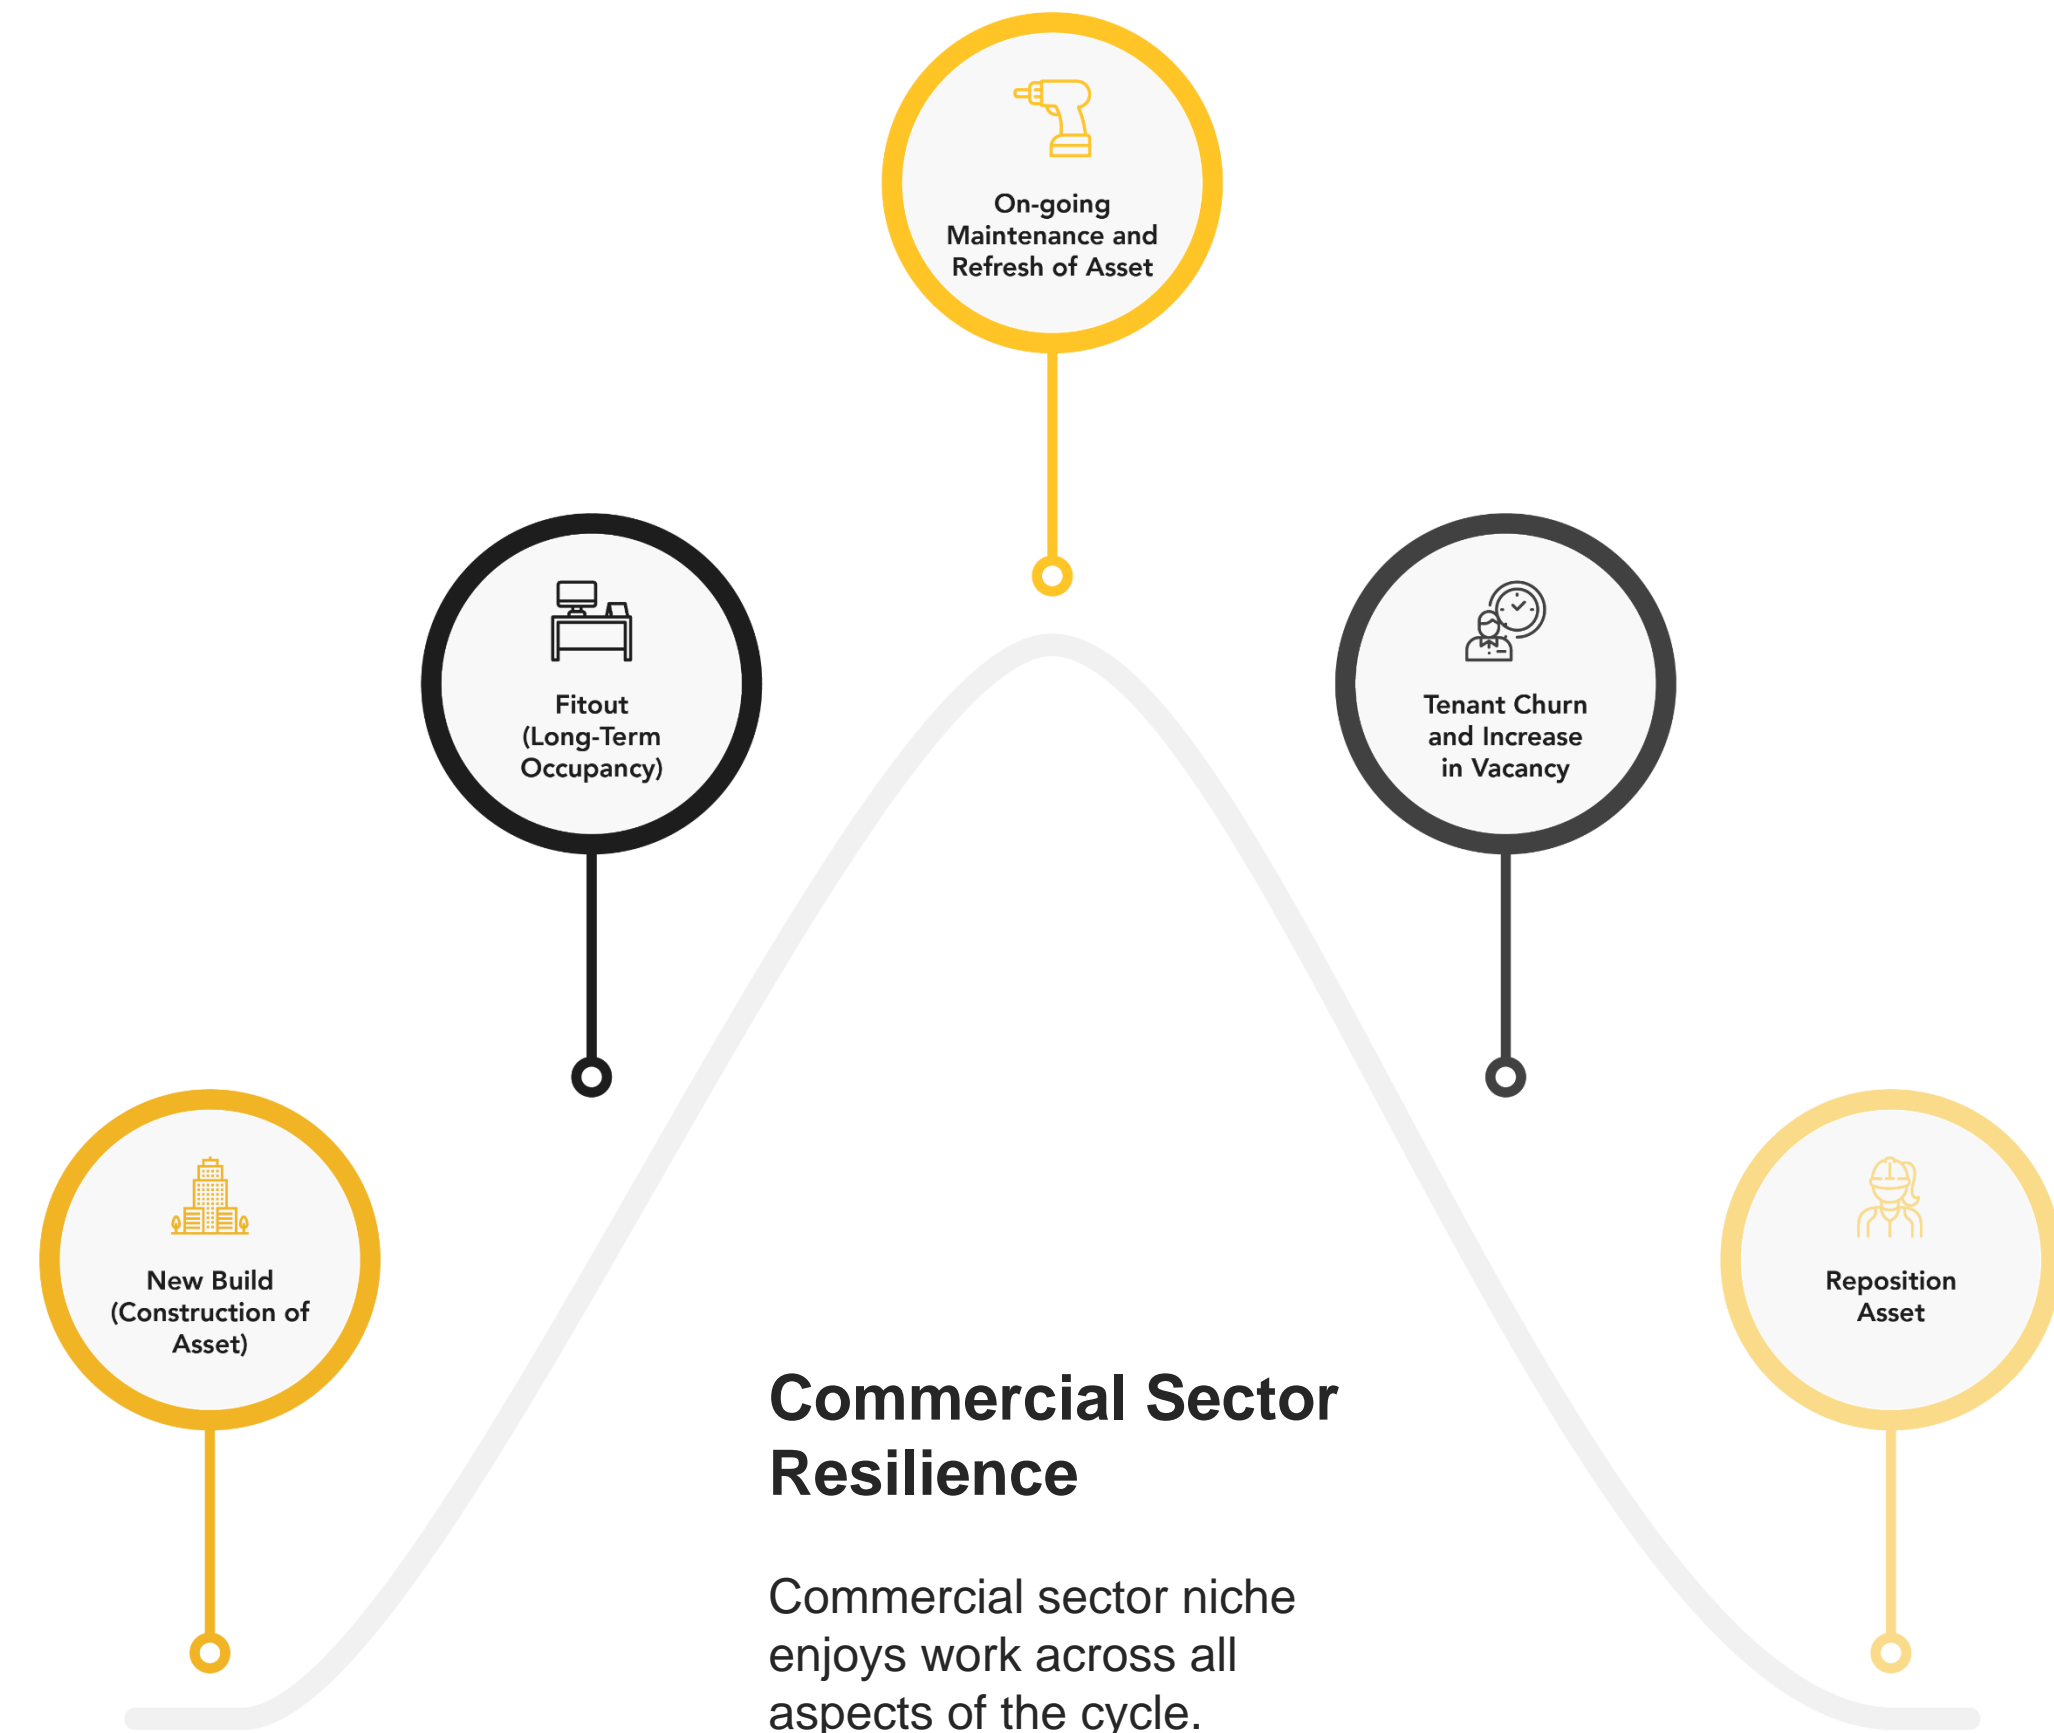 On-going
Maintenance and
Refresh of Asset
Fitout
(Long-Term
Occupancy)
Tenant Churn
and Increase
in Vacancy
New Build
(Construction of
Asset)
Reposition
Asset
Commercial Sector
Resilience
Commercial sector niche
enjoys work across all
aspects of the cycle.